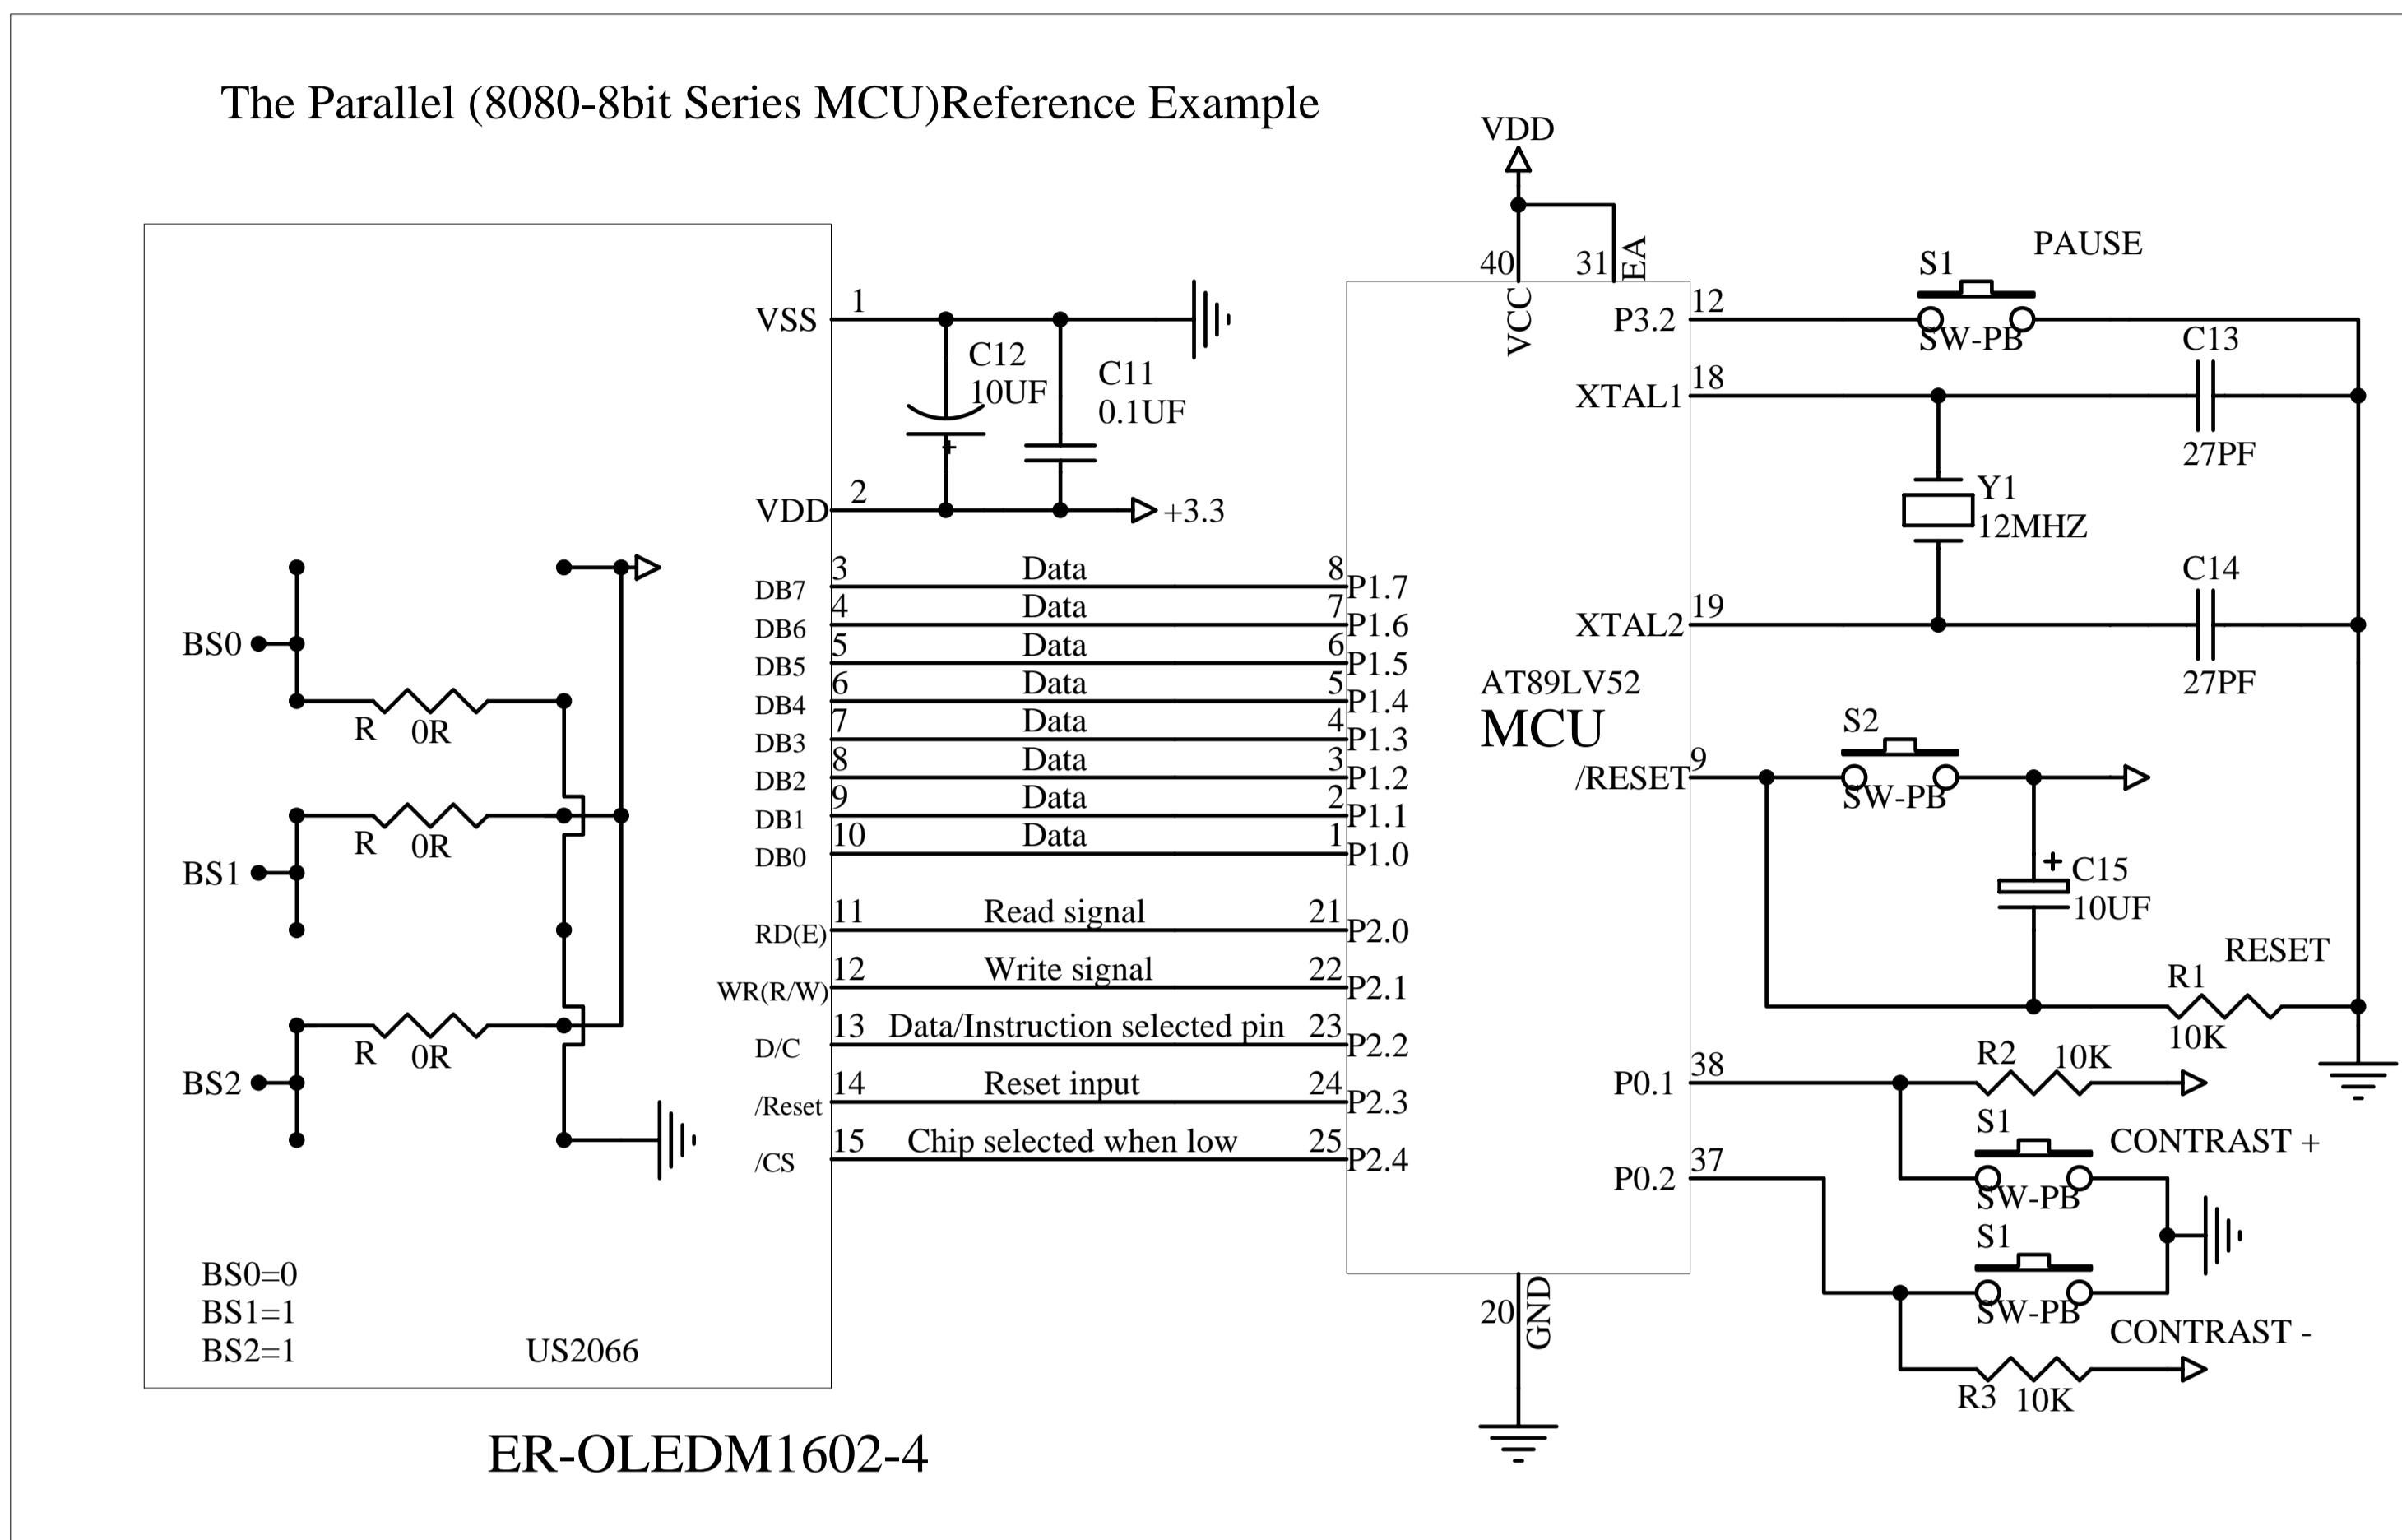 The Parallel (8080-8bit Series MCU)Reference Example
VDD
40
31
EA
VCC
VSS
1
C12
10UF
C11
0.1UF
VDD
2
+3.3
DB7
3
Data
8
P1.7
DB6
4
Data
7
P1.6
DB5
5
Data
6
P1.5
DB4
6
Data
5
P1.4
DB3
7
Data
4
P1.3
DB2
8
Data
3
P1.2
DB1
9
Data
2
P1.1
DB0
10
Data
1
P1.0
RD(E)
11
Read signal
21
P2.0
WR(R/W)
12
Write signal
22
P2.1
D/C
13
Data/Instruction selected pin
23
P2.2
/Reset
14
Reset input
24
P2.3
/CS
15
Chip selected when low
25
P2.4
BS0
R
0R
BS1
R
0R
BS2
R
0R
BS0=0
BS1=1
BS2=1
US2066
ER-OLEDM1602-4
AT89LV52
MCU
20
GND
P3.2
12
S1
PAUSE
SW-PB
XTAL1
18
C13
27PF
Y1
12MHZ
XTAL2
19
C14
27PF
/RESET
9
S2
SW-PB
+
C15
10UF
RESET
R1
10K
P0.1
38
R2
10K
S1
CONTRAST +
SW-PB
P0.2
37
S1
SW-PB
CONTRAST -
R3
10K